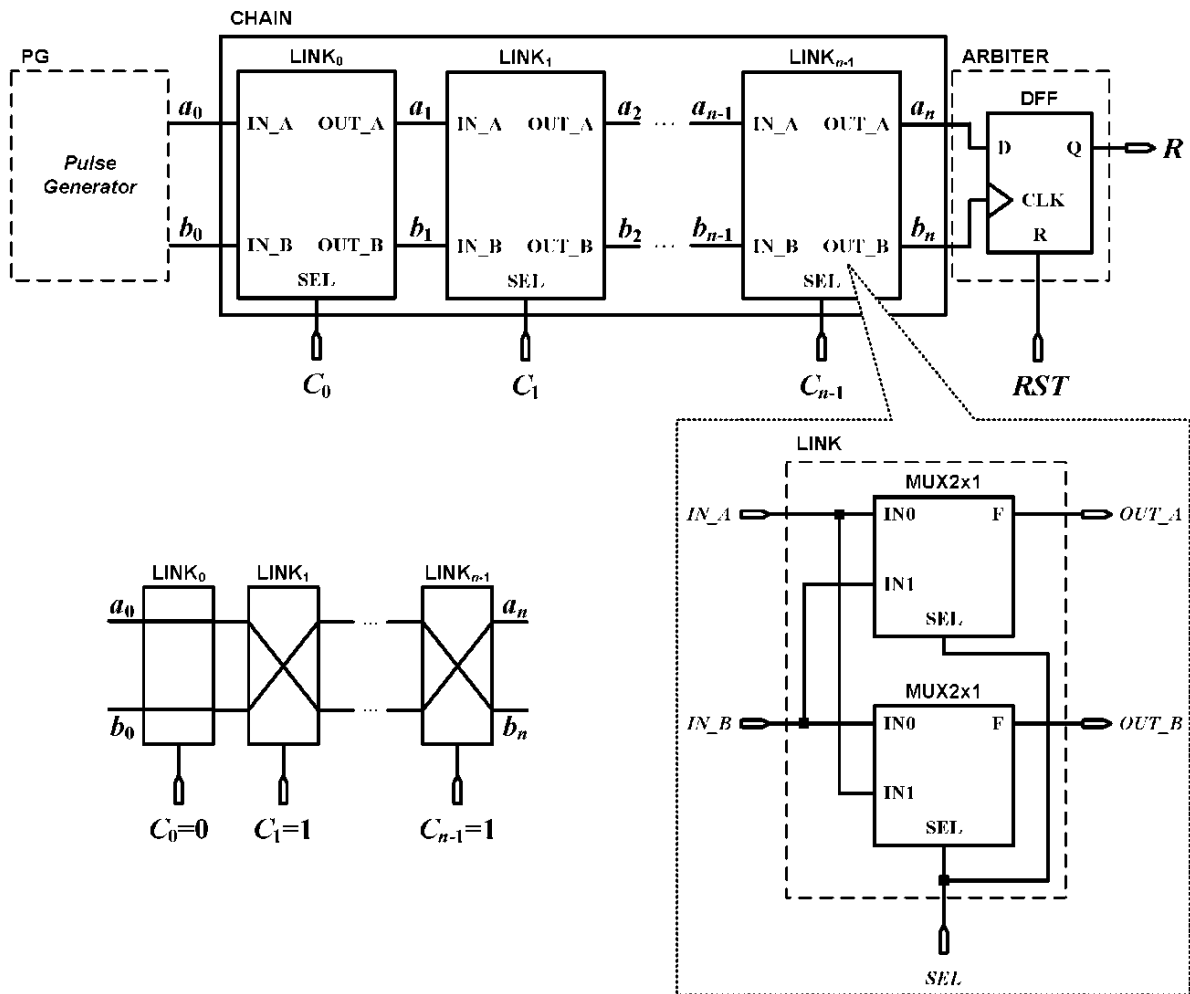 CHAIN
PG
LINK0
LINK1
LINKn-1
ARBITER
DFF
a0
IN_A OUT_A
a1
IN_A OUT_A
a2
...
an-1
IN_A OUT_A
an
D
Q
R
Pulse
Generator
CLK
b0
IN_B OUT_B
b1
IN_B OUT_B
b2
...
bn-1
IN_B OUT_B
bn
R
SEL
SEL
SEL
C0
C1
Cn-1
RST
LINK
MUX2x1
IN_A
IN0
F
OUT_A
IN1
SEL
MUX2x1
IN_B
IN0
F
OUT_B
IN1
SEL
SEL
LINK0
LINK1
LINKn-1
a0
...
an
b0
...
bn
C0=0
C1=1
Cn-1=1